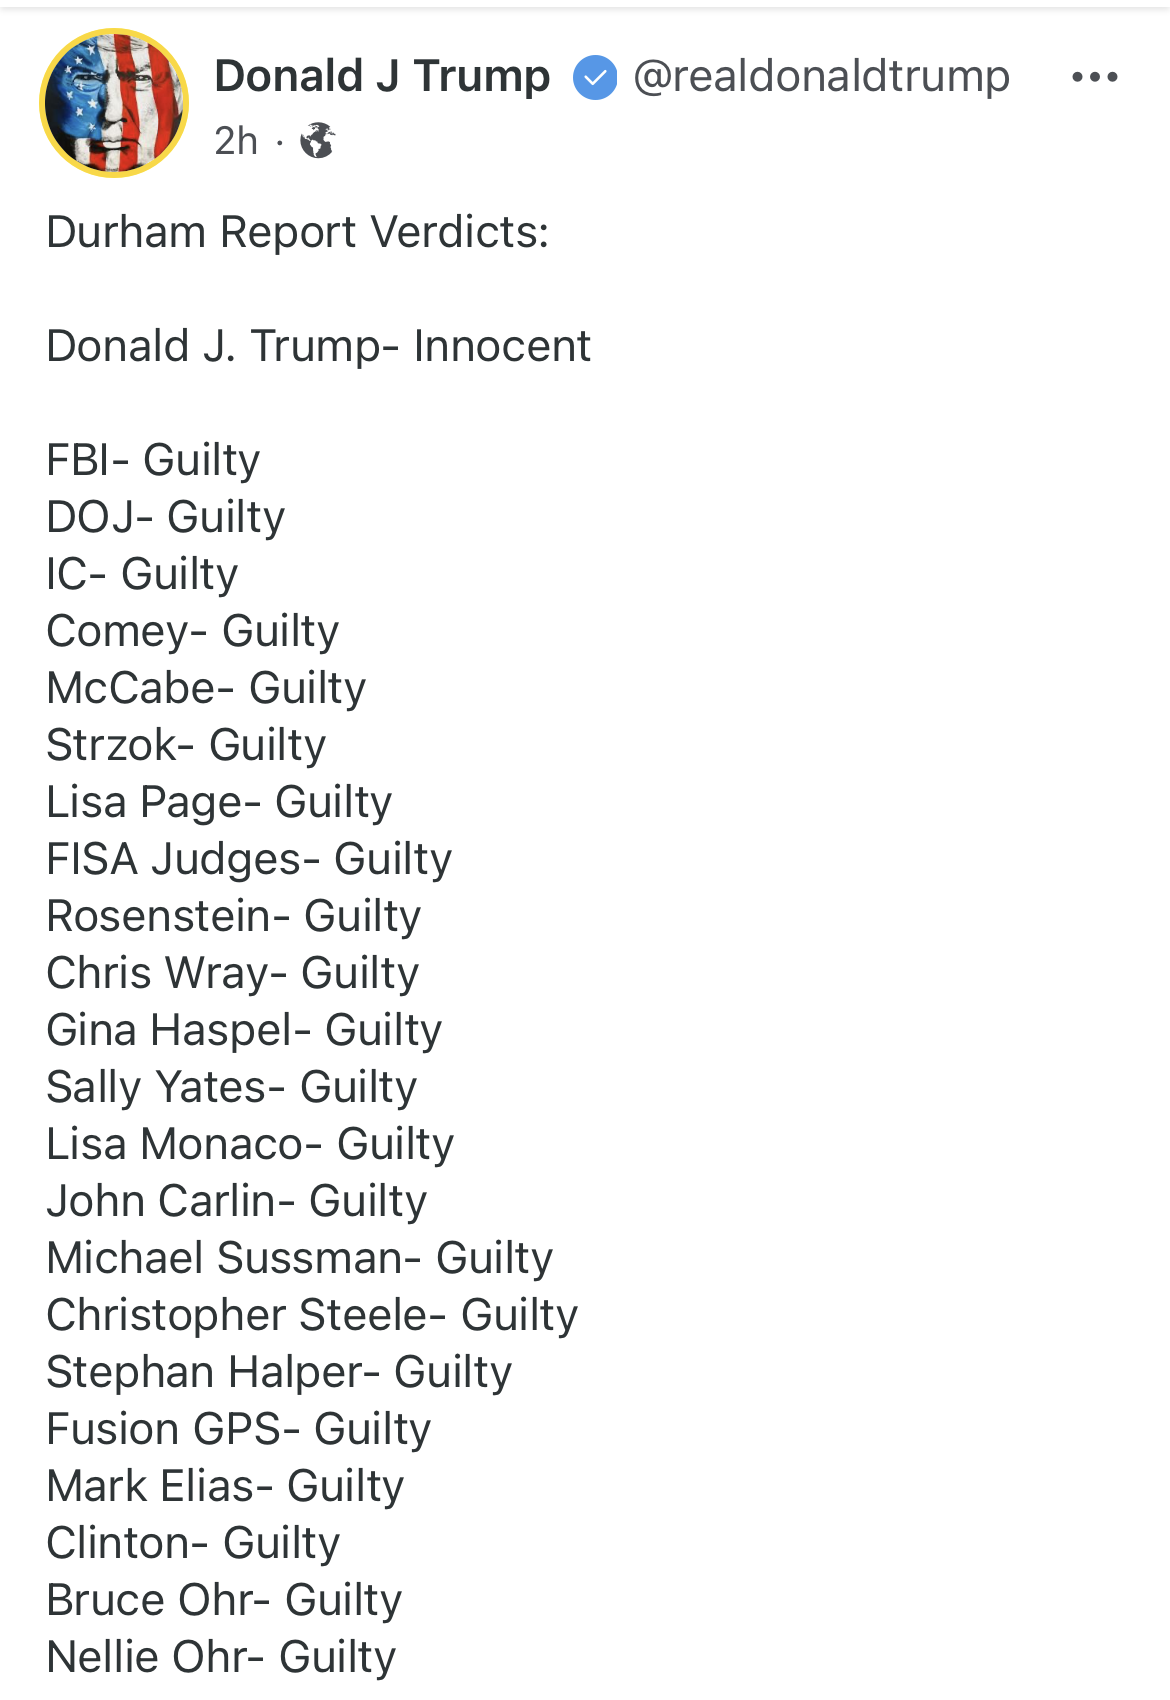 Donald J Trump @realdonaldtrump
2h ·
Durham Report Verdicts:
Donald J. Trump- Innocent
FBI- Guilty
DOJ- Guilty
IC- Guilty
Comey- Guilty
McCabe- Guilty
Strzok- Guilty
Lisa Page- Guilty
FISA Judges- Guilty
Rosenstein- Guilty
Chris Wray- Guilty
Gina Haspel- Guilty
Sally Yates- Guilty
Lisa Monaco- Guilty
John Carlin- Guilty
Michael Sussman- Guilty
Christopher Steele- Guilty
Stephan Halper- Guilty
Fusion GPS- Guilty
Mark Elias- Guilty
Clinton- Guilty
Bruce Ohr- Guilty
Nellie Ohr- Guilty